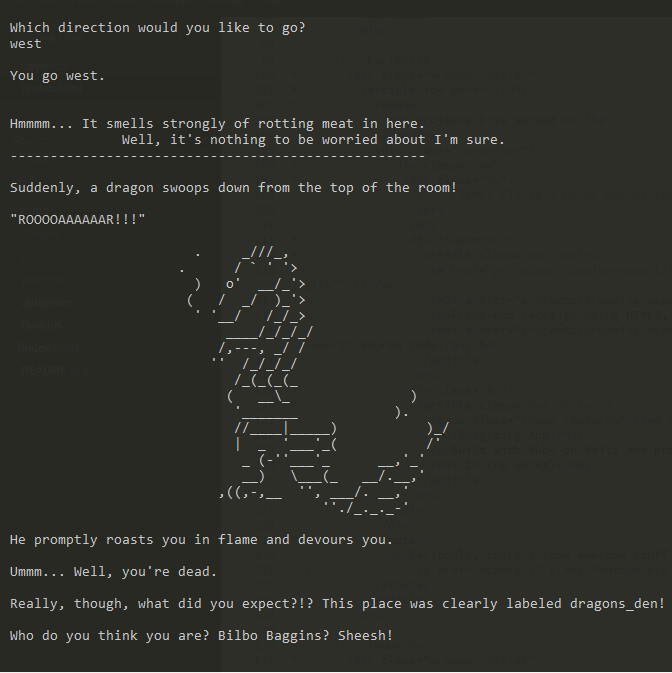 Which direction would you like to go?
west
You go west.
Hmmmm... It smells strongly of rotting meat in here.
Well, it's nothing to be worried about I'm sure.
----------------------------------------------------
Suddenly, a dragon swoops down from the top of the room!
"ROOOOAAAAAAR!!!"
He promptly roasts you in flame and devours you.
Ummm... Well, you're dead.
Really, though, what did you expect?!? This place was clearly labeled dragons_den!
Who do you think you are? Bilbo Baggins? Sheesh!